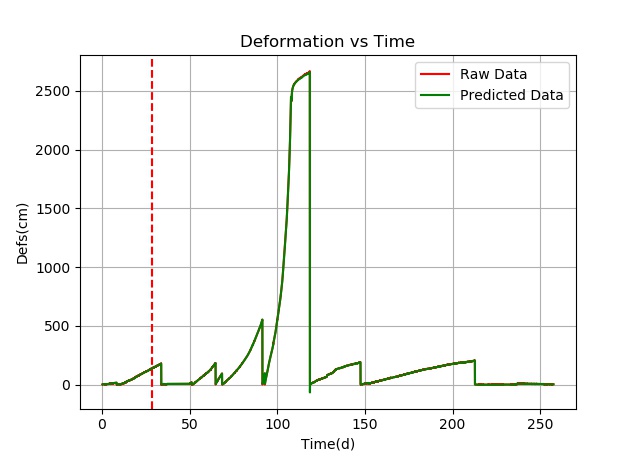 Deformation vs Time
Raw Data
Predicted Data
Defs(cm)
2500
2000
1500
1000
500
0
0 50 100 150 200 250
Time(d)